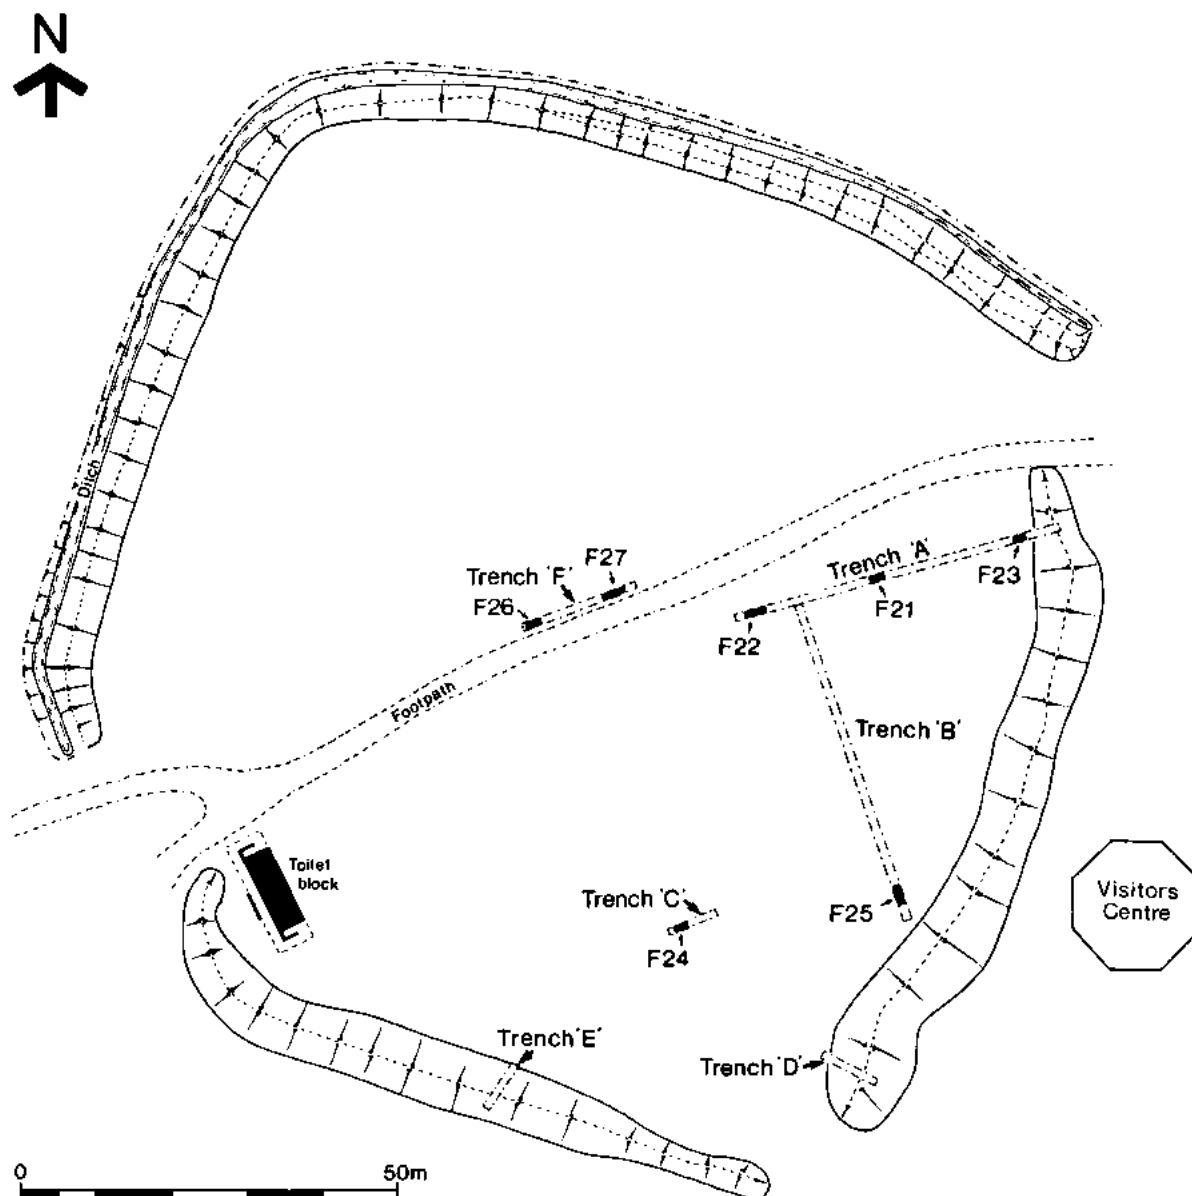 N
Ditch
Trench 'F'
F27
F26
Trench 'A'
F23
F21
F22
Footpath
Trench 'B'
Toilet
block
Trench 'C'
F25
F24
Visitors
Centre
Trench 'E'
Trench 'D'
0
50m